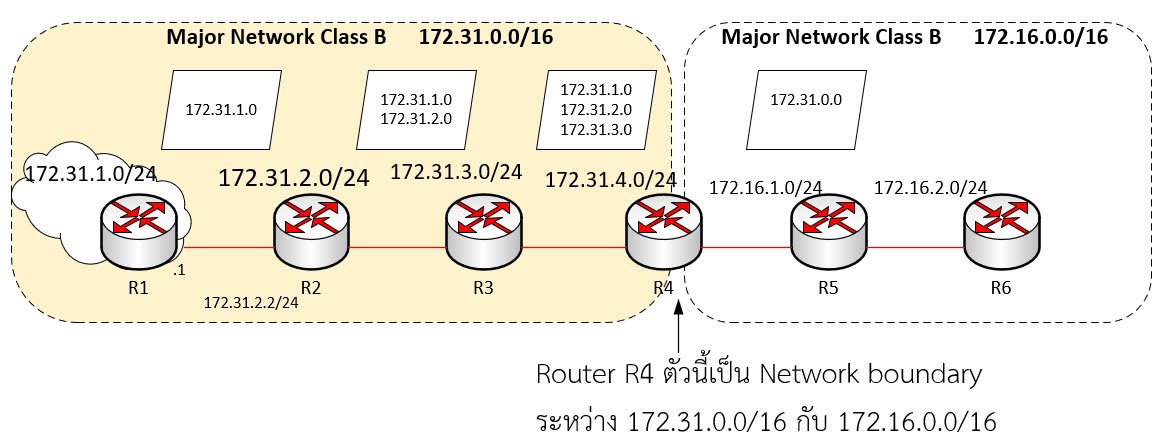 Major Network Class B 172.31.0.0/16
Major Network Class B 172.16.0.0/16
172.31.1.0
172.31.1.0
172.31.2.0
172.31.1.0
172.31.2.0
172.31.3.0
172.31.0.0
172.31.1.0/24
172.31.2.0/24
172.31.3.0/24
172.31.4.0/24
172.16.1.0/24
172.16.2.0/24
.1
R1
R2
R3
R4
R5
R6
172.31.2.2/24
Router R4 ตัวนี้เป็น Network boundary
ระหว่าง 172.31.0.0/16 กับ 172.16.0.0/16